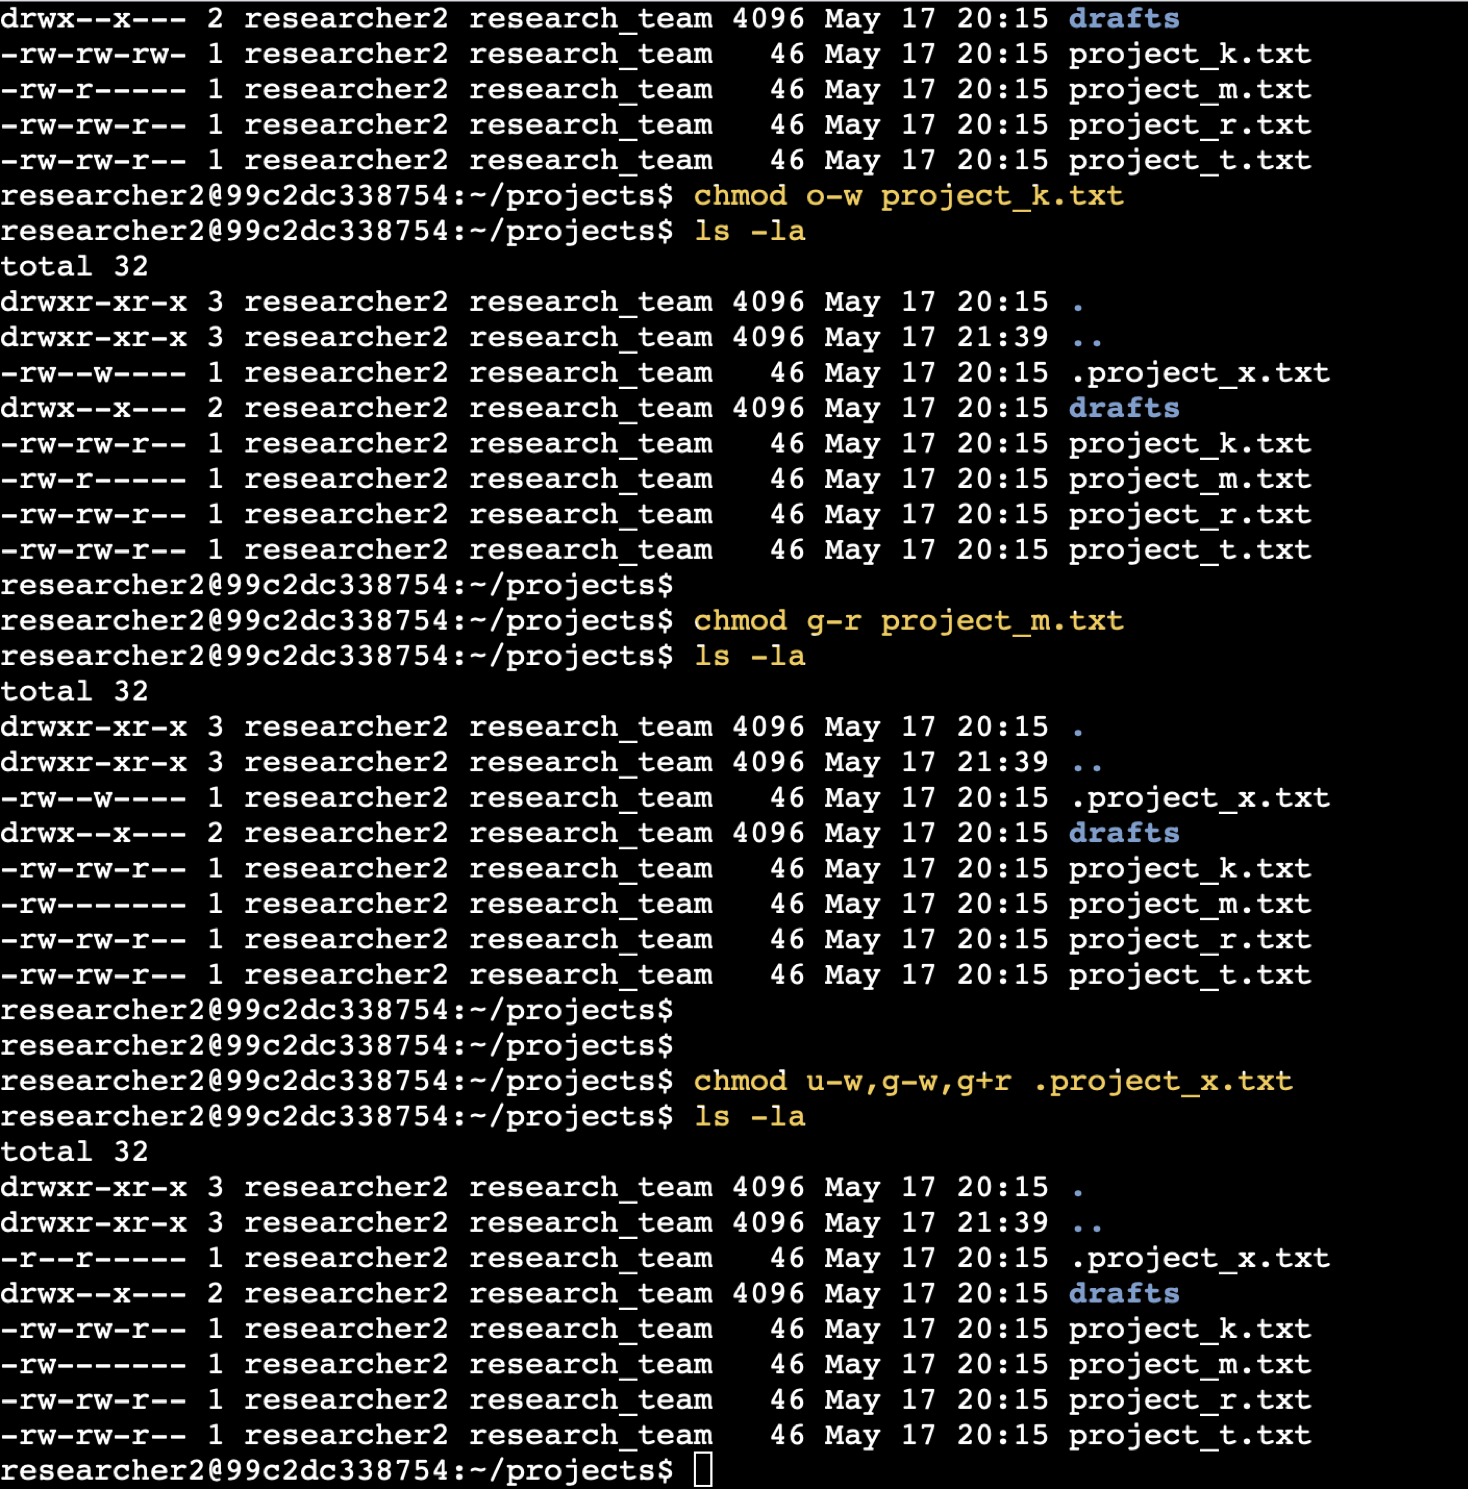 drwx--x--- 2 researcher2 research_team 4096 May 17 20:15 drafts
-rw-rw-rw- 1 researcher2 research_team   46 May 17 20:15 project_k.txt
-rw-r----- 1 researcher2 research_team   46 May 17 20:15 project_m.txt
-rw-rw-r-- 1 researcher2 research_team   46 May 17 20:15 project_r.txt
-rw-rw-r-- 1 researcher2 research_team   46 May 17 20:15 project_t.txt
researcher2@99c2dc338754:~/projects$ chmod o-w project_k.txt
researcher2@99c2dc338754:~/projects$ ls -la
total 32
drwxr-xr-x 3 researcher2 research_team 4096 May 17 20:15 .
drwxr-xr-x 3 researcher2 research_team 4096 May 17 21:39 ..
-rw--w---- 1 researcher2 research_team   46 May 17 20:15 .project_x.txt
drwx--x--- 2 researcher2 research_team 4096 May 17 20:15 drafts
-rw-rw-r-- 1 researcher2 research_team   46 May 17 20:15 project_k.txt
-rw-r----- 1 researcher2 research_team   46 May 17 20:15 project_m.txt
-rw-rw-r-- 1 researcher2 research_team   46 May 17 20:15 project_r.txt
-rw-rw-r-- 1 researcher2 research_team   46 May 17 20:15 project_t.txt
researcher2@99c2dc338754:~/projects$
researcher2@99c2dc338754:~/projects$ chmod g-r project_m.txt
researcher2@99c2dc338754:~/projects$ ls -la
total 32
drwxr-xr-x 3 researcher2 research_team 4096 May 17 20:15 .
drwxr-xr-x 3 researcher2 research_team 4096 May 17 21:39 ..
-rw--w---- 1 researcher2 research_team   46 May 17 20:15 .project_x.txt
drwx--x--- 2 researcher2 research_team 4096 May 17 20:15 drafts
-rw-rw-r-- 1 researcher2 research_team   46 May 17 20:15 project_k.txt
-rw------- 1 researcher2 research_team   46 May 17 20:15 project_m.txt
-rw-rw-r-- 1 researcher2 research_team   46 May 17 20:15 project_r.txt
-rw-rw-r-- 1 researcher2 research_team   46 May 17 20:15 project_t.txt
researcher2@99c2dc338754:~/projects$
researcher2@99c2dc338754:~/projects$
researcher2@99c2dc338754:~/projects$ chmod u-w,g-w,g+r .project_x.txt
researcher2@99c2dc338754:~/projects$ ls -la
total 32
drwxr-xr-x 3 researcher2 research_team 4096 May 17 20:15 .
drwxr-xr-x 3 researcher2 research_team 4096 May 17 21:39 ..
-r--r----- 1 researcher2 research_team   46 May 17 20:15 .project_x.txt
drwx--x--- 2 researcher2 research_team 4096 May 17 20:15 drafts
-rw-rw-r-- 1 researcher2 research_team   46 May 17 20:15 project_k.txt
-rw------- 1 researcher2 research_team   46 May 17 20:15 project_m.txt
-rw-rw-r-- 1 researcher2 research_team   46 May 17 20:15 project_r.txt
-rw-rw-r-- 1 researcher2 research_team   46 May 17 20:15 project_t.txt
researcher2@99c2dc338754:~/projects$